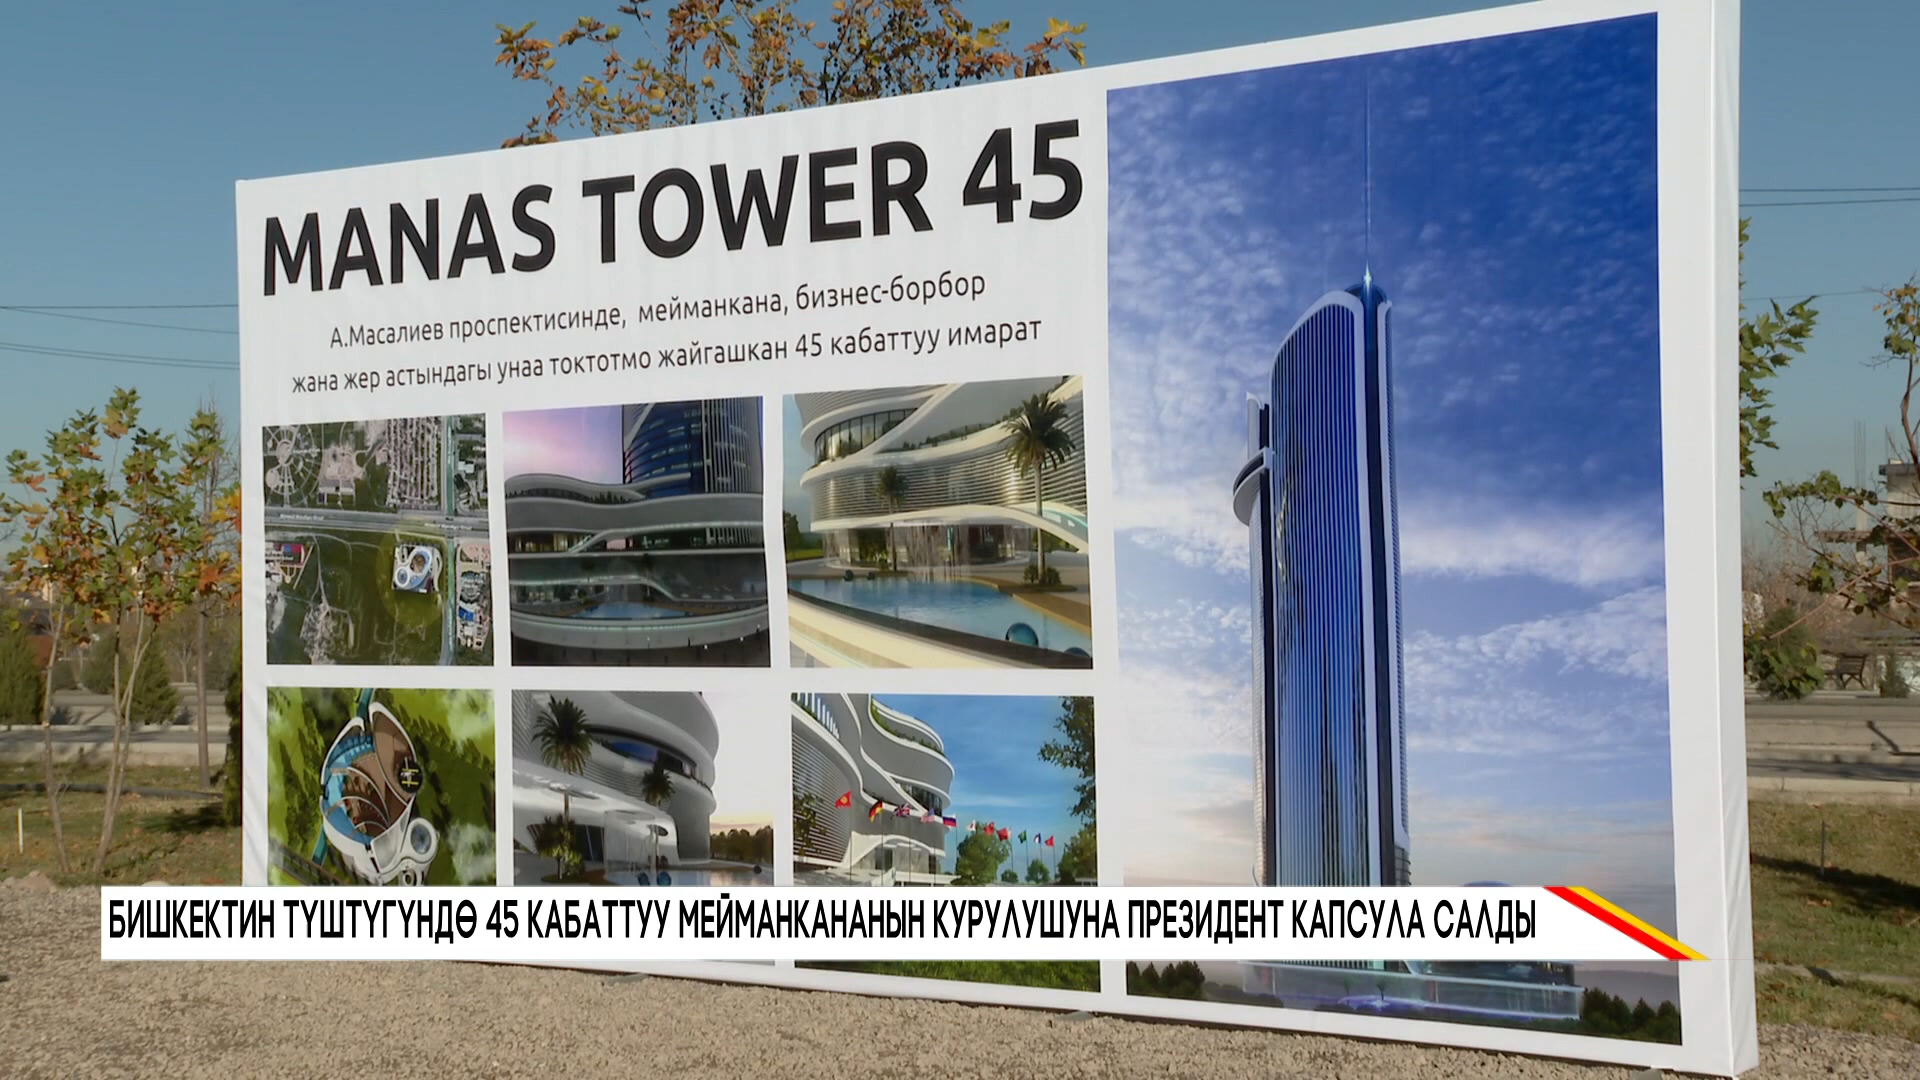 MANAS TOWER 45
А.Масалиев проспектисинде, мейманкана, бизнес-борбор
жана жер астындагы унаа токтотмо жайгашкан 45 кабаттуу имарат
БИШКЕКТИН ТҮШТҮГҮНДӨ 45 КАБАТТУУ МЕЙМАНКАНАНЫН КУРУЛУШУНА ПРЕЗИДЕНТ КАПСУЛА САЛДЫ